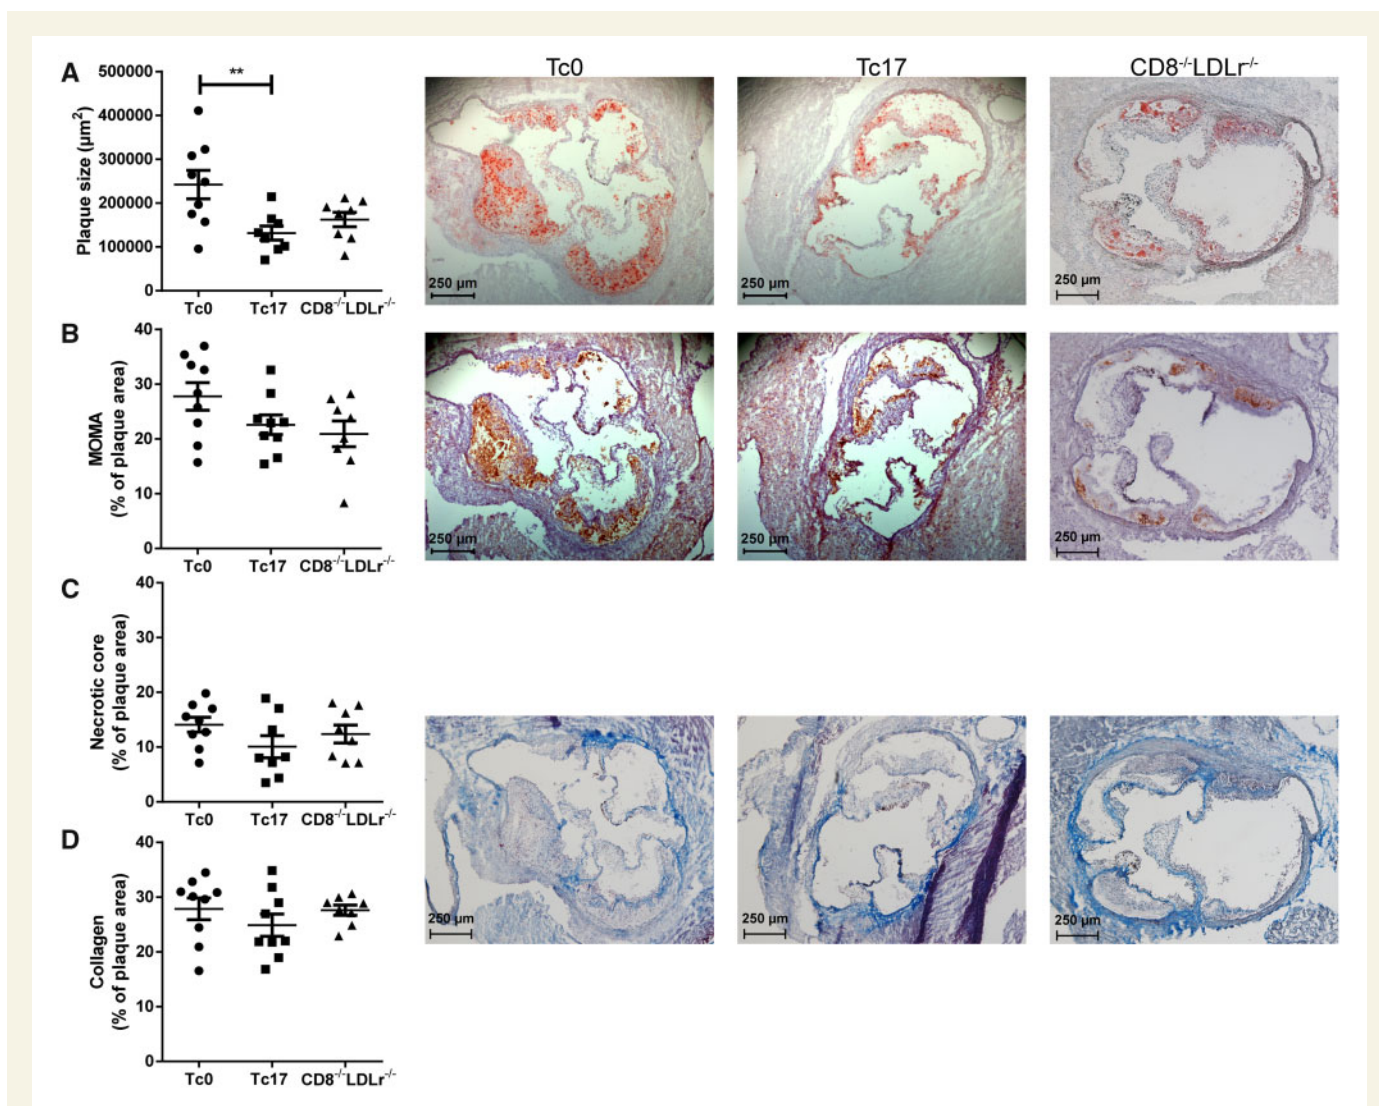 A
Plaque size (µm²)
500000
400000
300000
200000
100000
0
**
Tc0 Tc17 CD8⁻/⁻LDLr⁻/⁻
Tc0
250 µm
Tc17
250 µm
CD8⁻/⁻LDLr⁻/⁻
250 µm
B
MOMA
(% of plaque area)
40
30
20
10
0
Tc0 Tc17 CD8⁻/⁻LDLr⁻/⁻
250 µm
250 µm
250 µm
C
Necrotic core
(% of plaque area)
40
30
20
10
0
Tc0 Tc17 CD8⁻/⁻LDLr⁻/⁻
D
Collagen
(% of plaque area)
40
30
20
10
0
Tc0 Tc17 CD8⁻/⁻LDLr⁻/⁻
250 µm
250 µm
250 µm